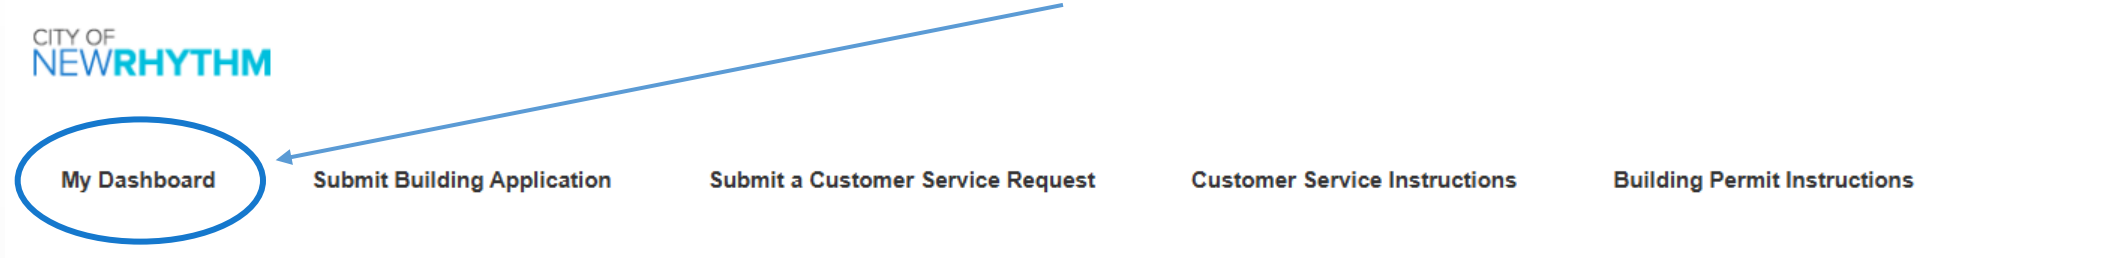 CITY OF
NEWRHYTHM
My Dashboard Submit Building Application Submit a Customer Service Request Customer Service Instructions Building Permit Instructions